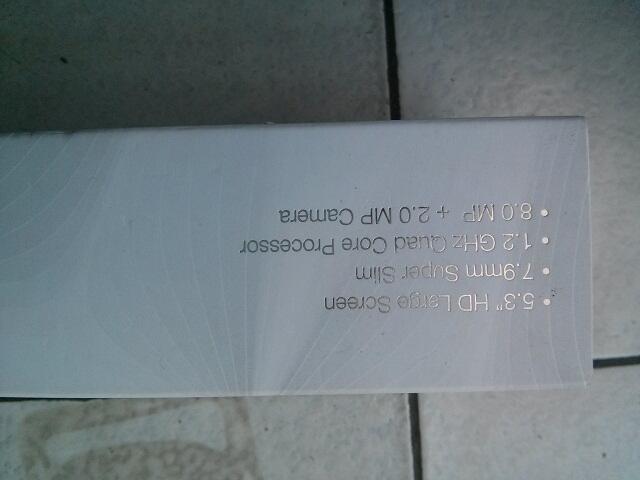 • 5.3" HD Large Screen
• 7.9mm Super Slim
• 1.2 GHz Quad Core Processor
• 8.0 MP + 2.0 MP Camera